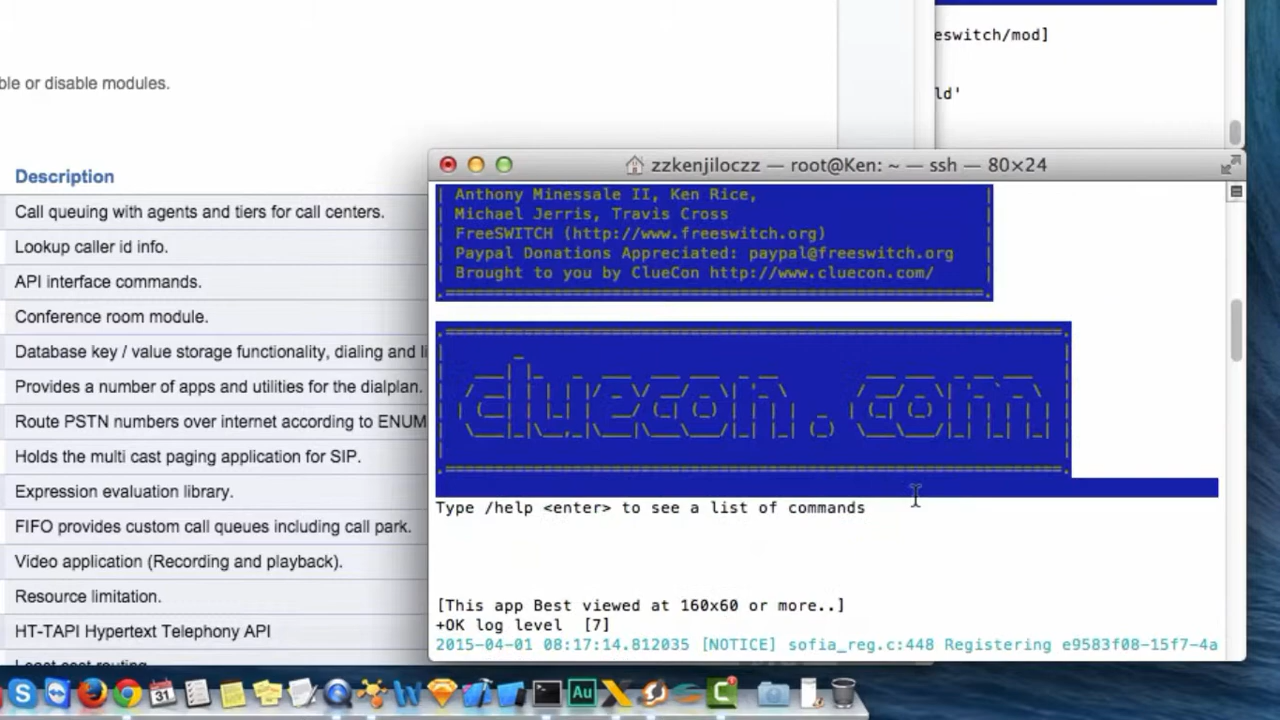 eswitch/mod]
ble or disable modules.
ld'
zzkenjiloczz — root@Ken: ~ — ssh — 80×24
Description
Call queuing with agents and tiers for call centers.
Lookup caller id info.
API interface commands.
Conference room module.
Database key / value storage functionality, dialing and li
Provides a number of apps and utilities for the dialplan.
Route PSTN numbers over internet according to ENUM
Holds the multi cast paging application for SIP.
Expression evaluation library.
FIFO provides custom call queues including call park.
Video application (Recording and playback).
Resource limitation.
HT-TAPI Hypertext Telephony API
Least cost routing
| Anthony Minessale II, Ken Rice, |
| Michael Jerris, Travis Cross |
| FreeSWITCH (http://www.freeswitch.org) |
| Paypal Donations Appreciated: paypal@freeswitch.org |
| Brought to you by ClueCon http://www.cluecon.com/ |
cluecon.com
Type /help <enter> to see a list of commands
[This app Best viewed at 160x60 or more..]
+OK log level  [7]
2015-04-01 08:17:14.812035 [NOTICE] sofia_reg.c:448 Registering e9583f08-15f7-4a
31
Au